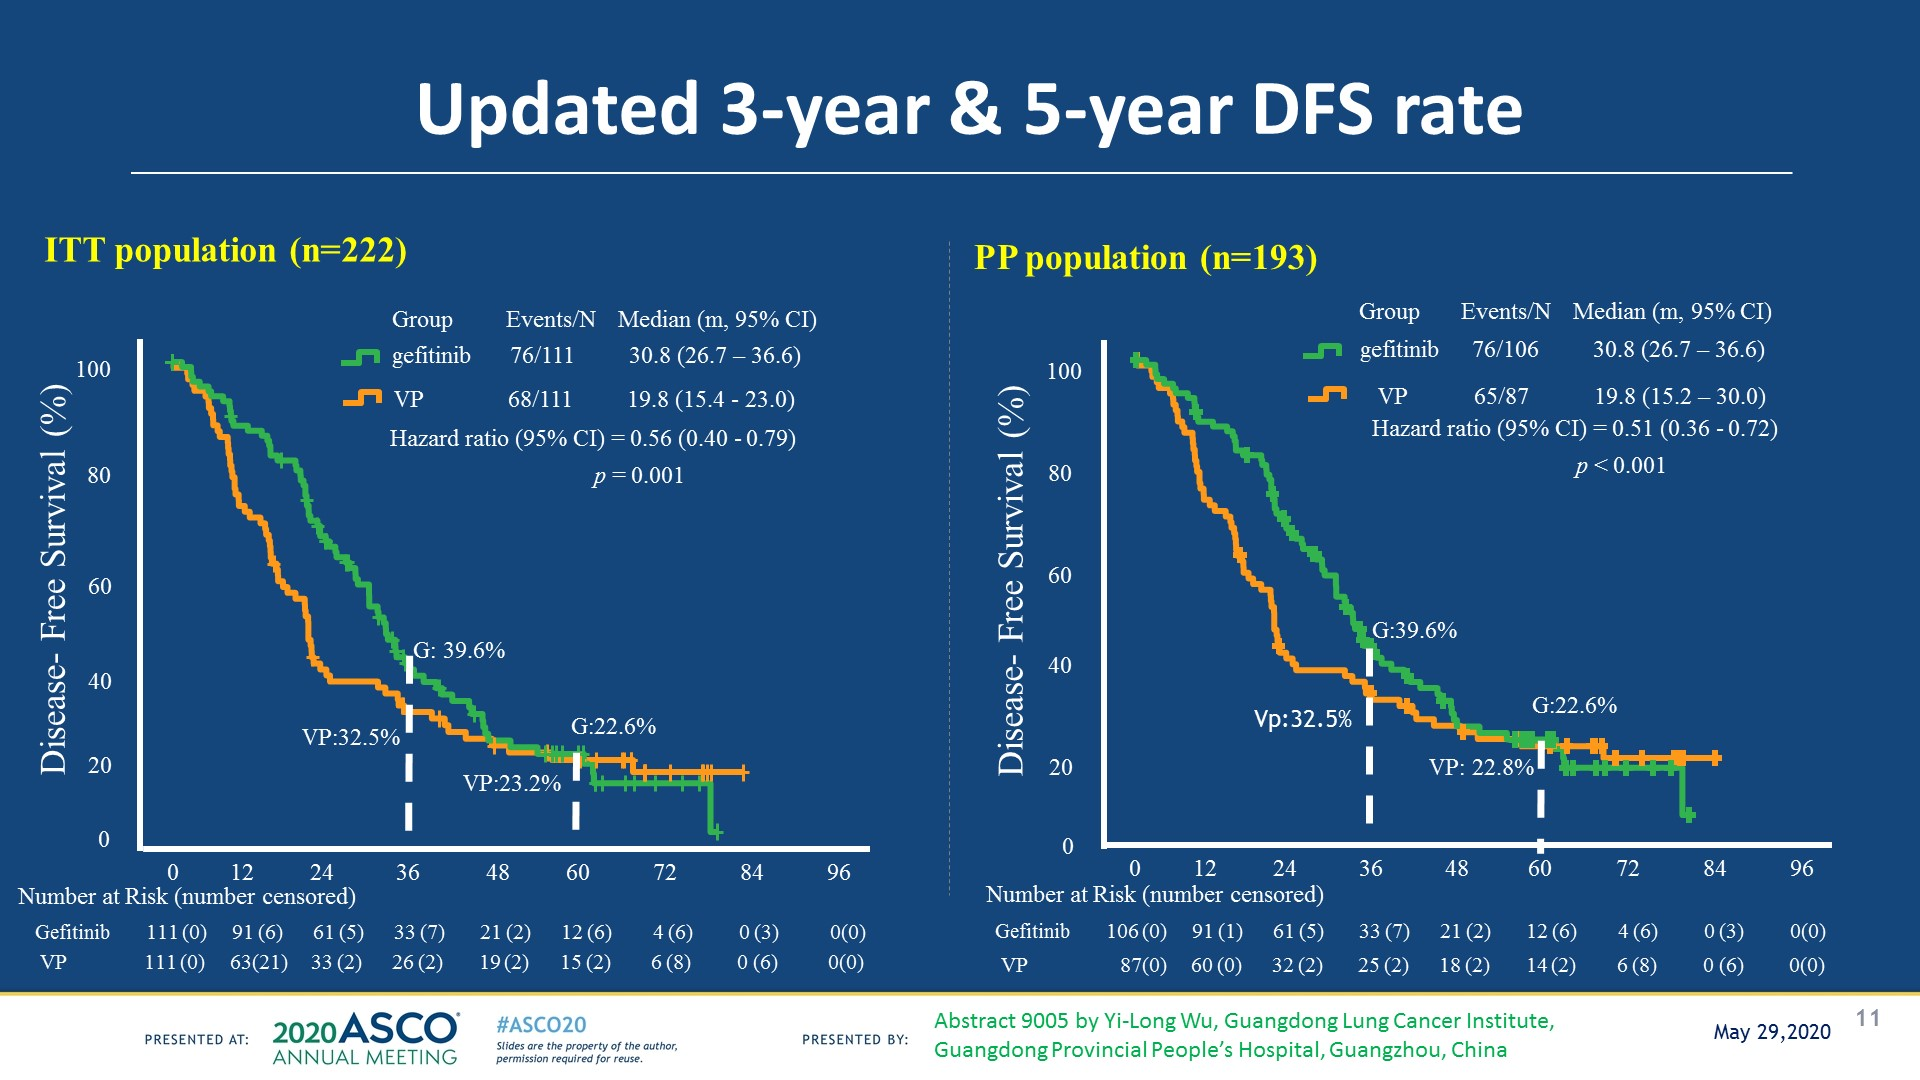 Updated 3-year & 5-year DFS rate
ITT population (n=222)
Group Events/N Median (m, 95% CI)
gefitinib 76/111 30.8 (26.7 – 36.6)
VP 68/111 19.8 (15.4 - 23.0)
Hazard ratio (95% CI) = 0.56 (0.40 - 0.79)
p = 0.001
Disease- Free Survival (%)
100
80
60
40
20
0
G: 39.6%
VP:32.5%
G:22.6%
VP:23.2%
0 12 24 36 48 60 72 84 96
Number at Risk (number censored)
Gefitinib 111 (0) 91 (6) 61 (5) 33 (7) 21 (2) 12 (6) 4 (6) 0 (3) 0(0)
VP 111 (0) 63(21) 33 (2) 26 (2) 19 (2) 15 (2) 6 (8) 0 (6) 0(0)
PP population (n=193)
Group Events/N Median (m, 95% CI)
gefitinib 76/106 30.8 (26.7 – 36.6)
VP 65/87 19.8 (15.2 – 30.0)
Hazard ratio (95% CI) = 0.51 (0.36 - 0.72)
p < 0.001
Disease- Free Survival (%)
100
80
60
40
20
0
G:39.6%
Vp:32.5%
G:22.6%
VP: 22.8%
0 12 24 36 48 60 72 84 96
Number at Risk (number censored)
Gefitinib 106 (0) 91 (1) 61 (5) 33 (7) 21 (2) 12 (6) 4 (6) 0 (3) 0(0)
VP 87(0) 60 (0) 32 (2) 25 (2) 18 (2) 14 (2) 6 (8) 0 (6) 0(0)
PRESENTED AT:
2020 ASCO
ANNUAL MEETING
#ASCO20
Slides are the property of the author,
permission required for reuse.
PRESENTED BY:
Abstract 9005 by Yi-Long Wu, Guangdong Lung Cancer Institute,
Guangdong Provincial People's Hospital, Guangzhou, China
May 29,2020
11